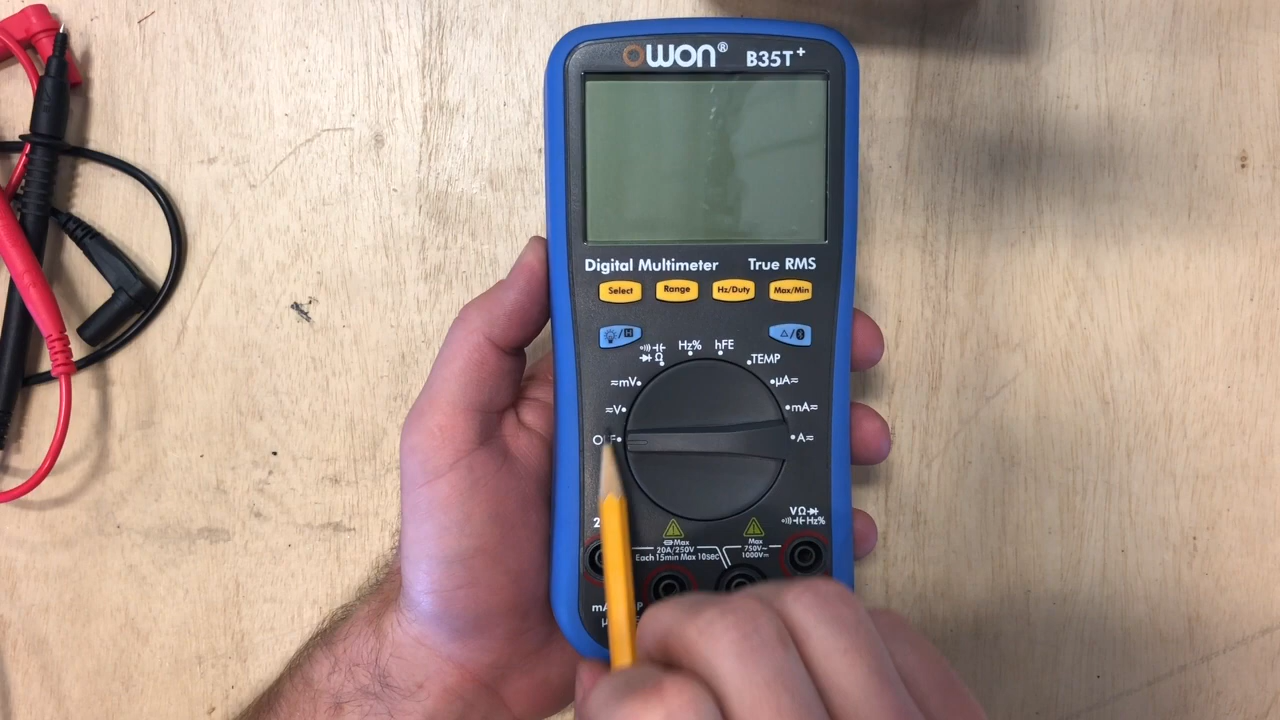 OWON® B35T+
Digital Multimeter True RMS
Select Range Hz/Duty Max/Min
H
Hz% hFE
Ω TEMP
≂mV µA≂
≂V mA≂
A≂
VΩ
Hz%
Max Max
20A/250V 750V~
Each 15min Max 10sec 1000V